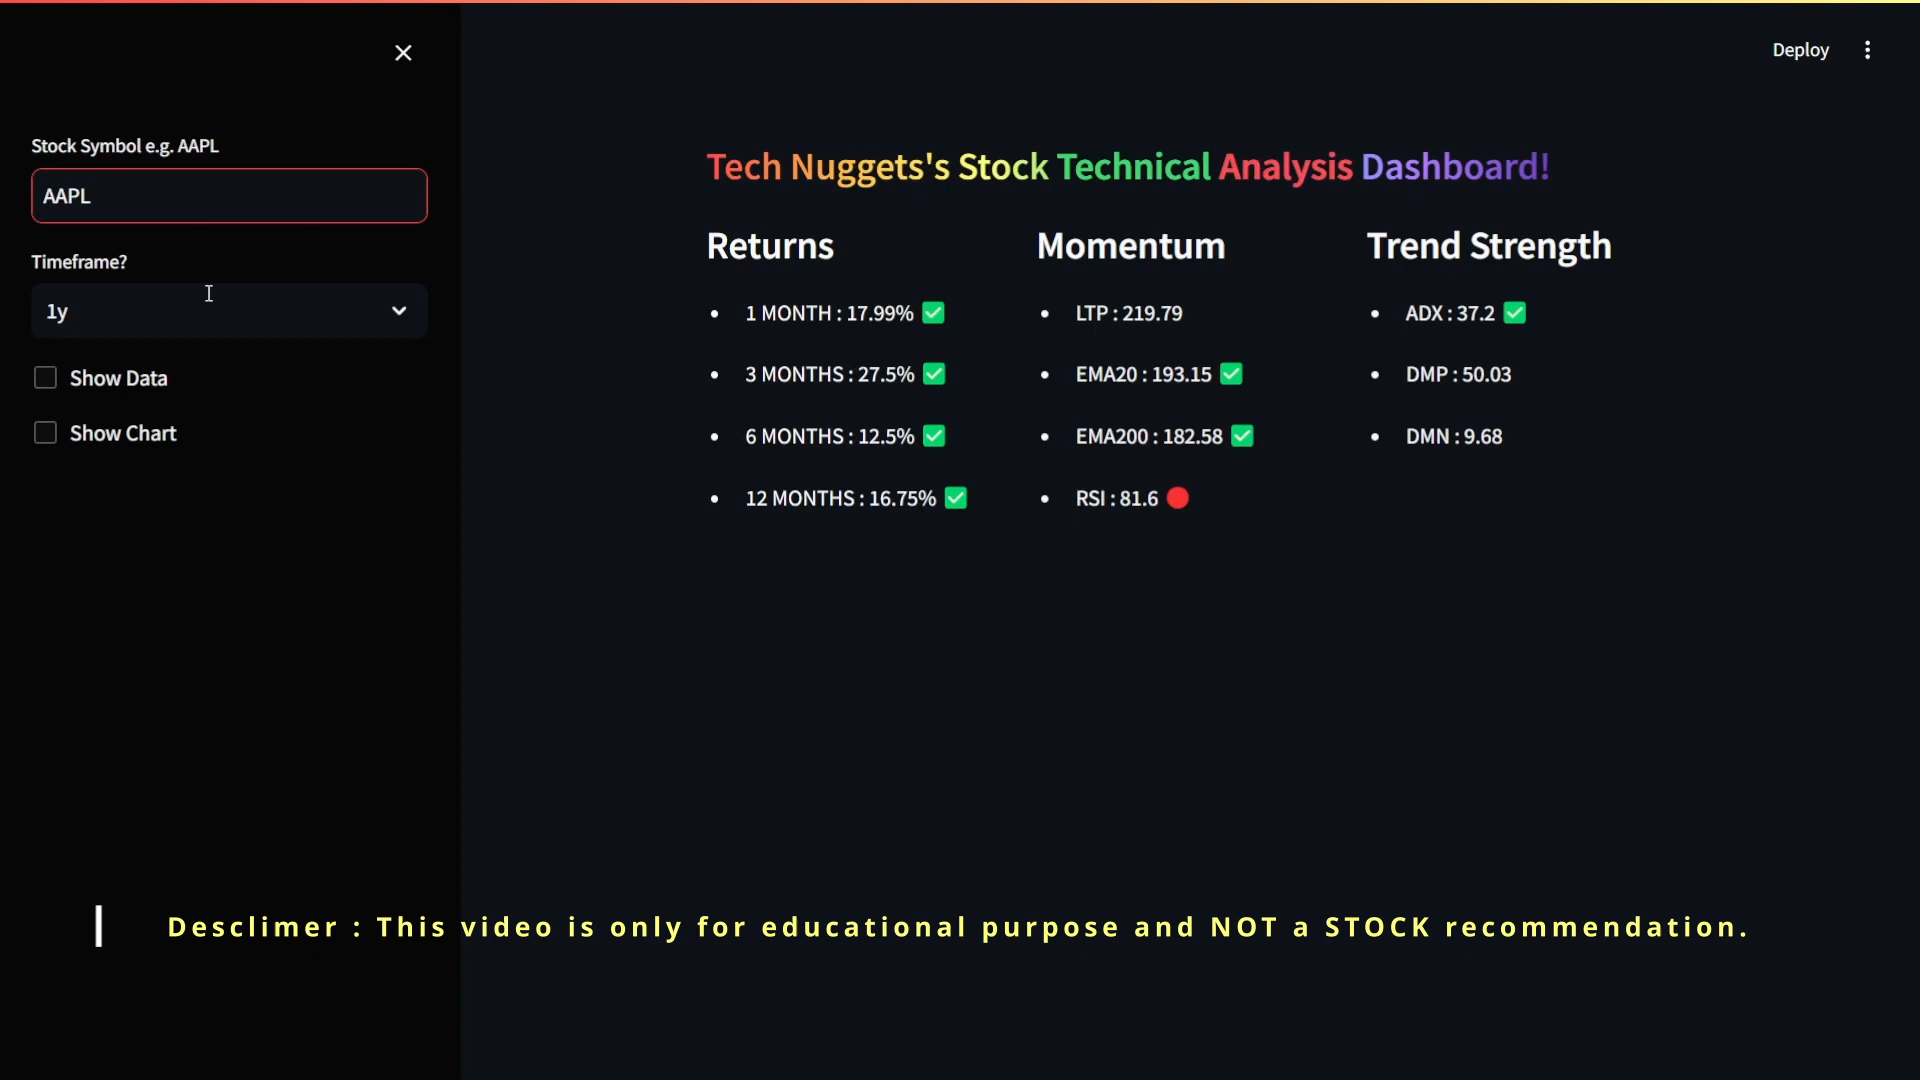 Deploy
Stock Symbol e.g. AAPL
AAPL
Timeframe?
1y
Show Data
Show Chart
Tech Nuggets's Stock Technical Analysis Dashboard!
Returns
1 MONTH : 17.99% ✅
3 MONTHS : 27.5% ✅
6 MONTHS : 12.5% ✅
12 MONTHS : 16.75% ✅
Momentum
LTP : 219.79
EMA20 : 193.15 ✅
EMA200 : 182.58 ✅
RSI : 81.6 🔴
Trend Strength
ADX : 37.2 ✅
DMP : 50.03
DMN : 9.68
Desclimer : This video is only for educational purpose and NOT a STOCK recommendation.